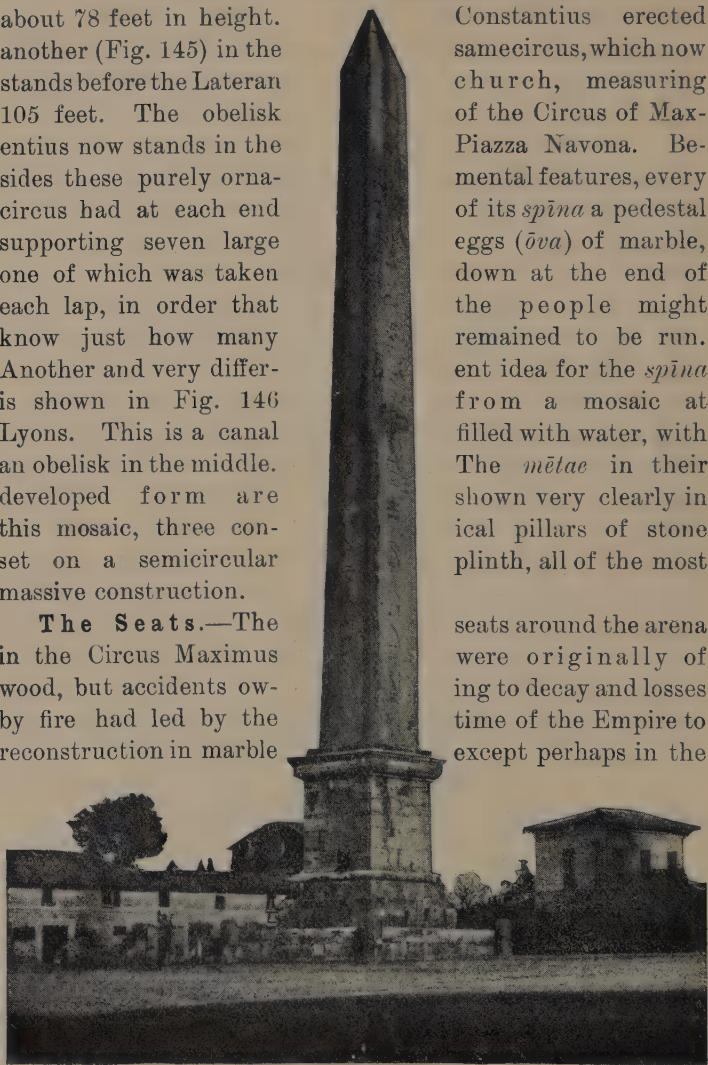 about 78 feet in height. Constantius erected
another (Fig. 145) in the same circus, which now
stands before the Lateran church, measuring
105 feet. The obelisk of the Circus of Max-
entius now stands in the Piazza Navona. Be-
sides these purely orna- mental features, every
circus had at each end of its spīna a pedestal
supporting seven large eggs (ōva) of marble,
one of which was taken down at the end of
each lap, in order that the people might
know just how many remained to be run.
Another and very differ- ent idea for the spīna
is shown in Fig. 146 from a mosaic at
Lyons. This is a canal filled with water, with
an obelisk in the middle. The mētae in their
developed form are shown very clearly in
this mosaic, three con- ical pillars of stone
set on a semicircular plinth, all of the most
massive construction.
The Seats.—The seats around the arena
in the Circus Maximus were originally of
wood, but accidents ow- ing to decay and losses
by fire had led by the time of the Empire to
reconstruction in marble except perhaps in the